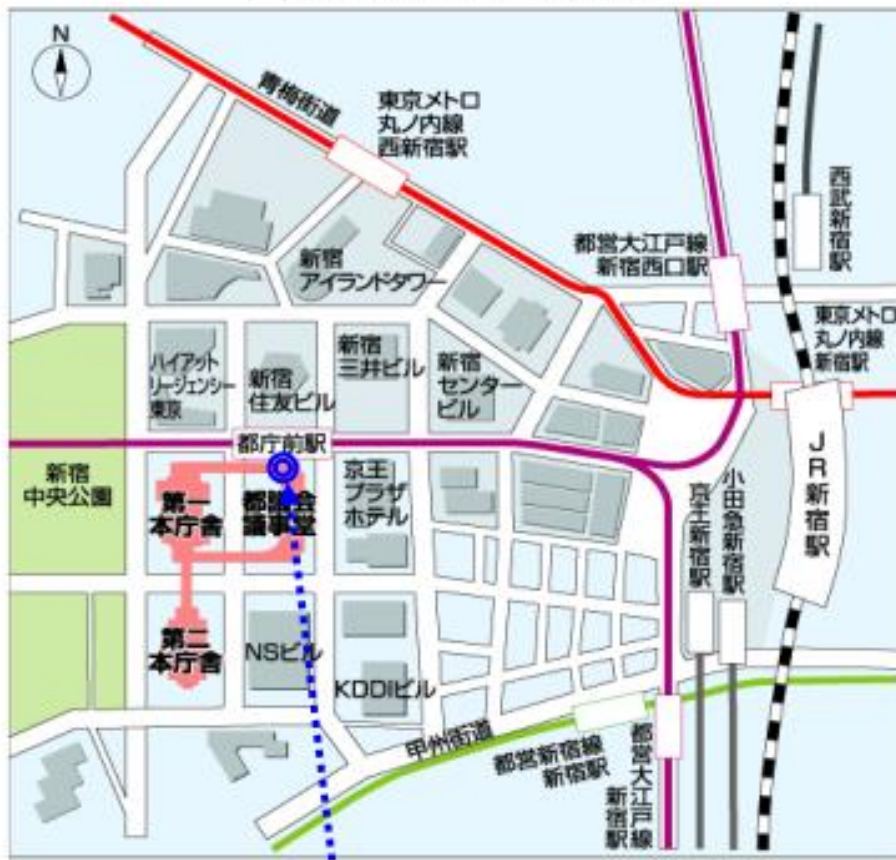 N
青梅街道
東京メトロ
丸ノ内線
西新宿駅
西武新宿駅
都営大江戸線
新宿西口駅
新宿
アイランドタワー
東京メトロ
丸ノ内線
新宿駅
ハイアット
リージェンシー
東京
新宿
住友ビル
新宿
三井ビル
新宿
センター
ビル
都庁前駅
JR新宿駅
新宿
中央公園
第一
本庁舎
都議会
議事堂
京王
プラザ
ホテル
小田急新宿駅
京王新宿駅
第二
本庁舎
NSビル
KDDIビル
甲州街道
都営新宿線
新宿駅
都営大江戸線
新宿駅